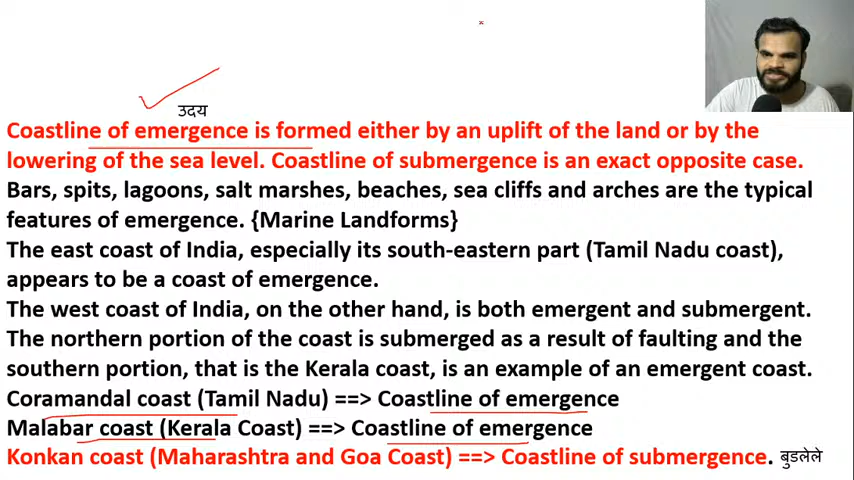 उदय
Coastline of emergence is formed either by an uplift of the land or by the
lowering of the sea level. Coastline of submergence is an exact opposite case.
Bars, spits, lagoons, salt marshes, beaches, sea cliffs and arches are the typical
features of emergence. {Marine Landforms}
The east coast of India, especially its south-eastern part (Tamil Nadu coast),
appears to be a coast of emergence.
The west coast of India, on the other hand, is both emergent and submergent.
The northern portion of the coast is submerged as a result of faulting and the
southern portion, that is the Kerala coast, is an example of an emergent coast.
Coramandal coast (Tamil Nadu) ==> Coastline of emergence
Malabar coast (Kerala Coast) ==> Coastline of emergence
Konkan coast (Maharashtra and Goa Coast) ==> Coastline of submergence. बुडलेले